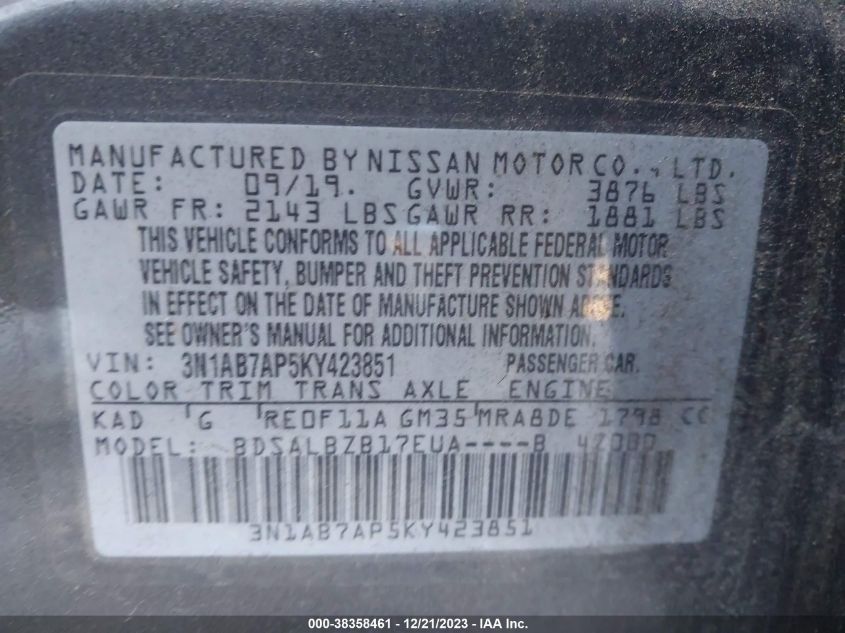 MANUFACTURED BY NISSAN MOTOR CO., LTD.
DATE: 09/19. GVWR: 3876 LBS
GAWR FR: 2143 LBS GAWR RR: 1881 LBS
THIS VEHICLE CONFORMS TO ALL APPLICABLE FEDERAL MOTOR
VEHICLE SAFETY, BUMPER AND THEFT PREVENTION STANDARDS
IN EFFECT ON THE DATE OF MANUFACTURE SHOWN ABOVE.
SEE OWNER'S MANUAL FOR ADDITIONAL INFORMATION.
VIN: 3N1AB7AP5KY423851 PASSENGER CAR.
COLOR TRIM TRANS AXLE ENGINE
KAD G RE0F11A GM35 MRA8DE 1798 CC
MODEL: BDSALBZB17EUA----B
3N1AB7AP5KY423851
000-38358461 - 12/21/2023 - IAAI.com